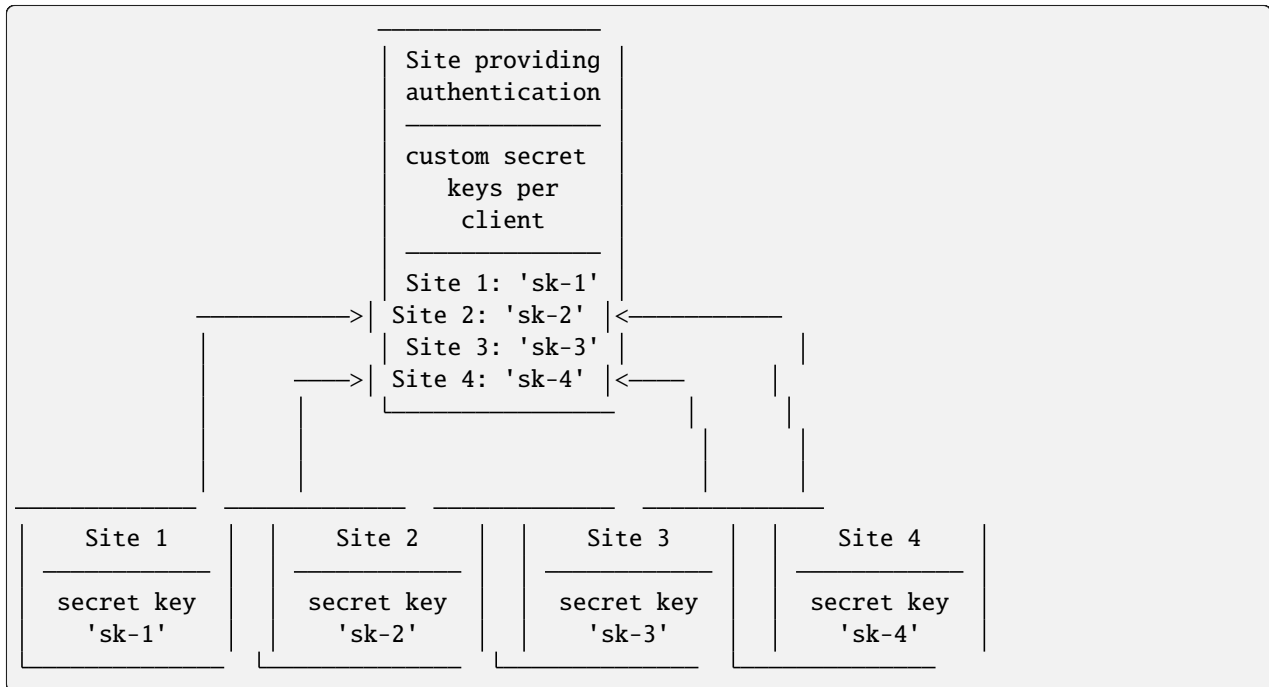 Site providing
authentication
custom secret
keys per
client
Site 1: 'sk-1'
Site 2: 'sk-2'
Site 3: 'sk-3'
Site 4: 'sk-4'
Site 1 Site 2 Site 3 Site 4
secret key secret key secret key secret key
'sk-1' 'sk-2' 'sk-3' 'sk-4'